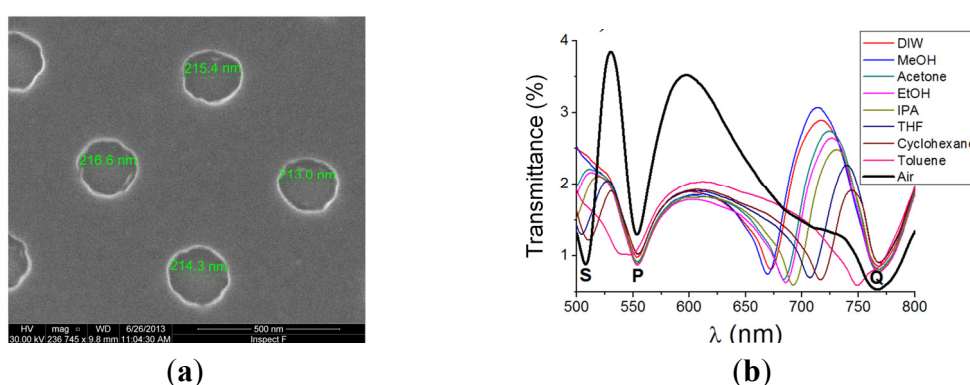 215.4 nm
216.6 nm
213.0 nm
214.3 nm
HV mag □ WD 6/26/2013 500 nm
30.00 kV 236 745 x 9.8 mm 11:04:30 AM Inspect F
(a)
Transmittance (%)
4
3
2
1
500 550 600 650 700 750 800
λ (nm)
S P Q
DIW
MeOH
Acetone
EtOH
IPA
THF
Cyclohexane
Toluene
Air
(b)